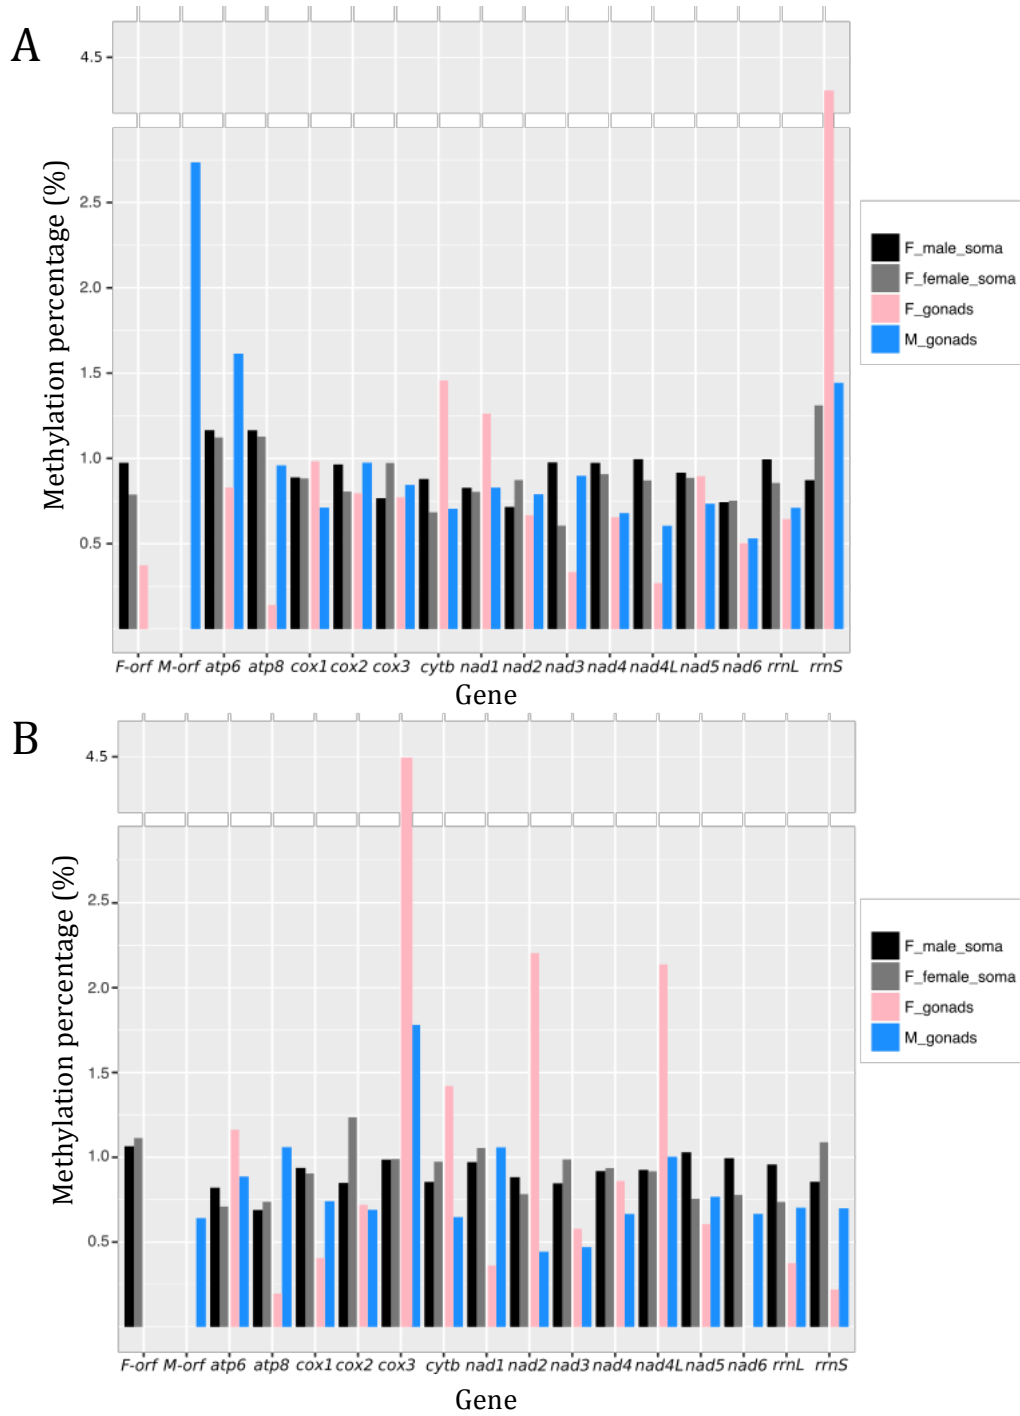 A
Methylation percentage (%)
4.5
2.5
2.0
1.5
1.0
0.5
F-orf M-orf atp6 atp8 cox1 cox2 cox3 cytb nad1 nad2 nad3 nad4 nad4L nad5 nad6 rrnL rrnS
Gene
F_male_soma
F_female_soma
F_gonads
M_gonads
B
Methylation percentage (%)
4.5
2.5
2.0
1.5
1.0
0.5
F-orf M-orf atp6 atp8 cox1 cox2 cox3 cytb nad1 nad2 nad3 nad4 nad4L nad5 nad6 rrnL rrnS
Gene
F_male_soma
F_female_soma
F_gonads
M_gonads